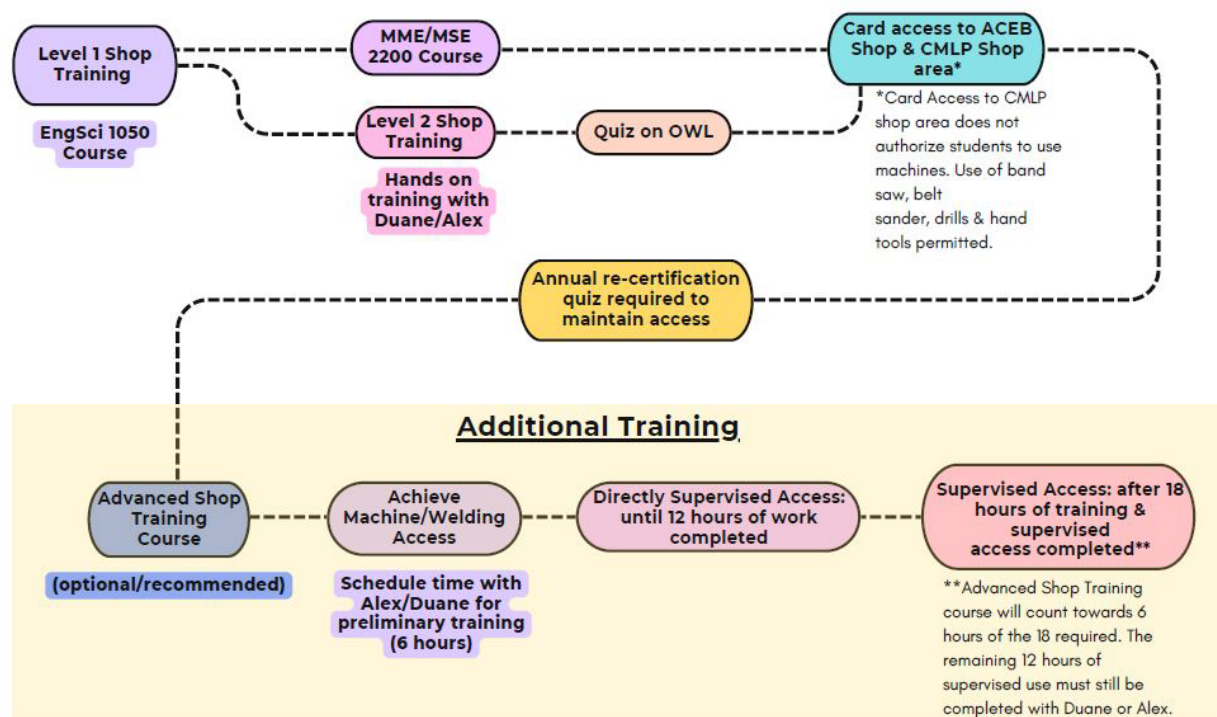 Level 1 Shop
Training
EngSci 1050
Course
MME/MSE
2200 Course
Level 2 Shop
Training
Hands on
training with
Duane/Alex
Quiz on OWL
Card access to ACEB
Shop & CMLP Shop
area*
*Card Access to CMLP
shop area does not
authorize students to use
machines. Use of band
saw, belt
sander, drills & hand
tools permitted.
Annual re-certification
quiz required to
maintain access
Additional Training
Advanced Shop
Training
Course
(optional/recommended)
Achieve
Machine/Welding
Access
Schedule time with
Alex/Duane for
preliminary training
(6 hours)
Directly Supervised Access:
until 12 hours of work
completed
Supervised Access: after 18
hours of training &
supervised
access completed**
**Advanced Shop Training
course will count towards 6
hours of the 18 required. The
remaining 12 hours of
supervised use must still be
completed with Duane or Alex.